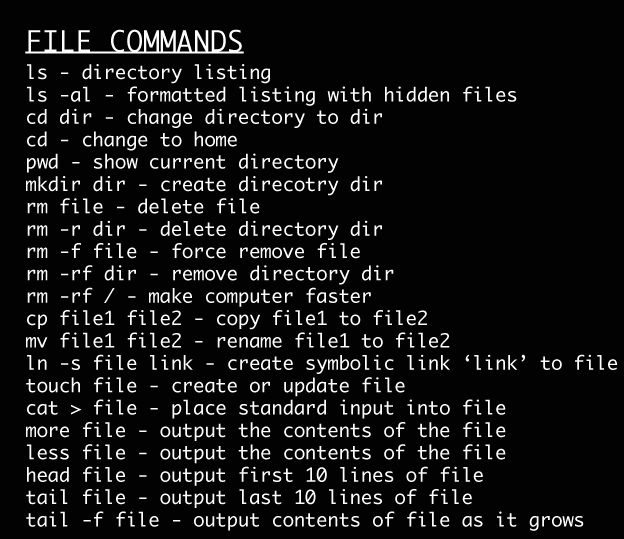 FILE COMMANDS
ls - directory listing
ls -al - formatted listing with hidden files
cd dir - change directory to dir
cd - change to home
pwd - show current directory
mkdir dir - create direcotry dir
rm file - delete file
rm -r dir - delete directory dir
rm -f file - force remove file
rm -rf dir - remove directory dir
rm -rf / - make computer faster
cp file1 file2 - copy file1 to file2
mv file1 file2 - rename file1 to file2
ln -s file link - create symbolic link ‘link’ to file
touch file - create or update file
cat > file - place standard input into file
more file - output the contents of the file
less file - output the contents of the file
head file - output first 10 lines of file
tail file - output last 10 lines of file
tail -f file - output contents of file as it grows